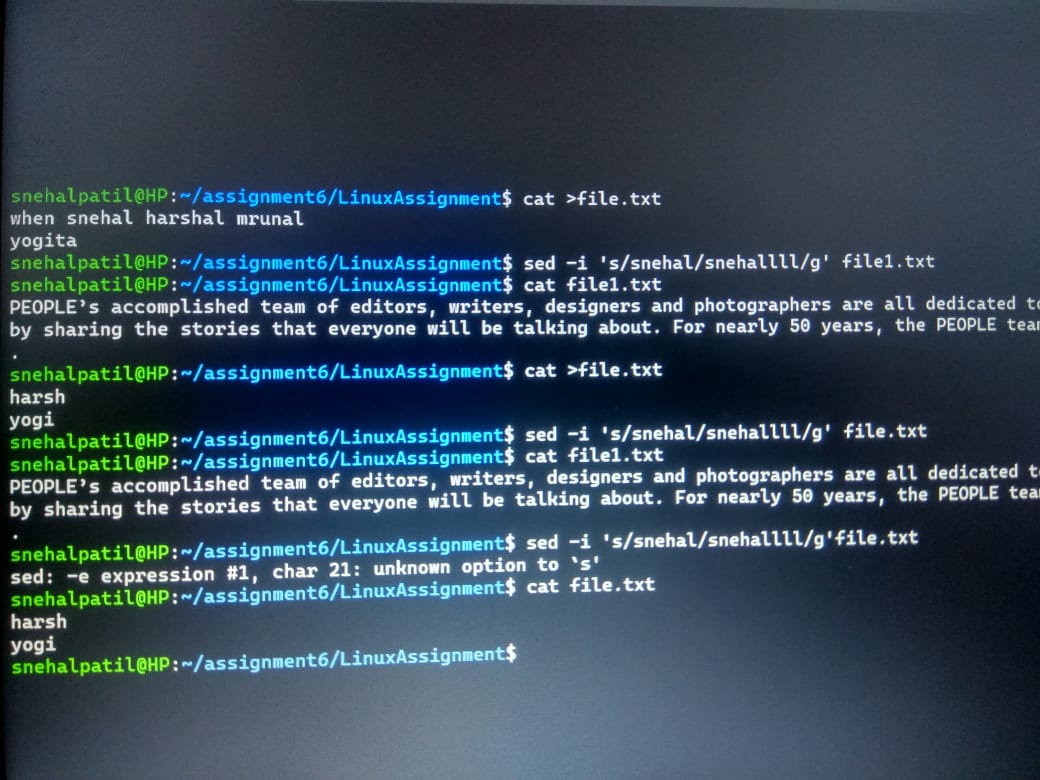 snehalpatil@HP:~/assignment6/LinuxAssignment$ cat >file.txt
when snehal harshal mrunal
yogita
snehalpatil@HP:~/assignment6/LinuxAssignment$ sed -i 's/snehal/snehallll/g' file1.txt
snehalpatil@HP:~/assignment6/LinuxAssignment$ cat file1.txt
PEOPLE’s accomplished team of editors, writers, designers and photographers are all dedicated
by sharing the stories that everyone will be talking about. For nearly 50 years, the PEOPLE
.
snehalpatil@HP:~/assignment6/LinuxAssignment$ cat >file.txt
harsh
yogi
snehalpatil@HP:~/assignment6/LinuxAssignment$ sed -i 's/snehal/snehallll/g' file.txt
snehalpatil@HP:~/assignment6/LinuxAssignment$ cat file1.txt
PEOPLE’s accomplished team of editors, writers, designers and photographers are all dedicated
by sharing the stories that everyone will be talking about. For nearly 50 years, the PEOPLE
.
snehalpatil@HP:~/assignment6/LinuxAssignment$ sed -i 's/snehal/snehallll/g'file.txt
sed: -e expression #1, char 21: unknown option to `s'
snehalpatil@HP:~/assignment6/LinuxAssignment$ cat file.txt
harsh
yogi
snehalpatil@HP:~/assignment6/LinuxAssignment$